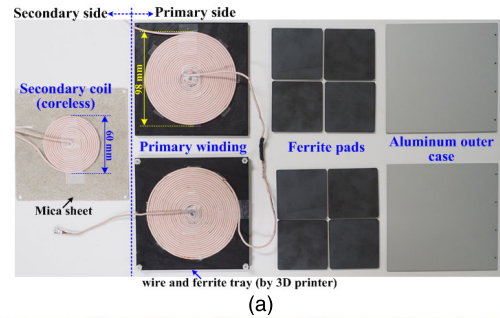 Secondary side
Primary side
Secondary coil
(coreless)
98 mm
60 mm
Primary winding
Ferrite pads
Aluminum outer
case
Mica sheet
wire and ferrite tray (by 3D printer)
(a)